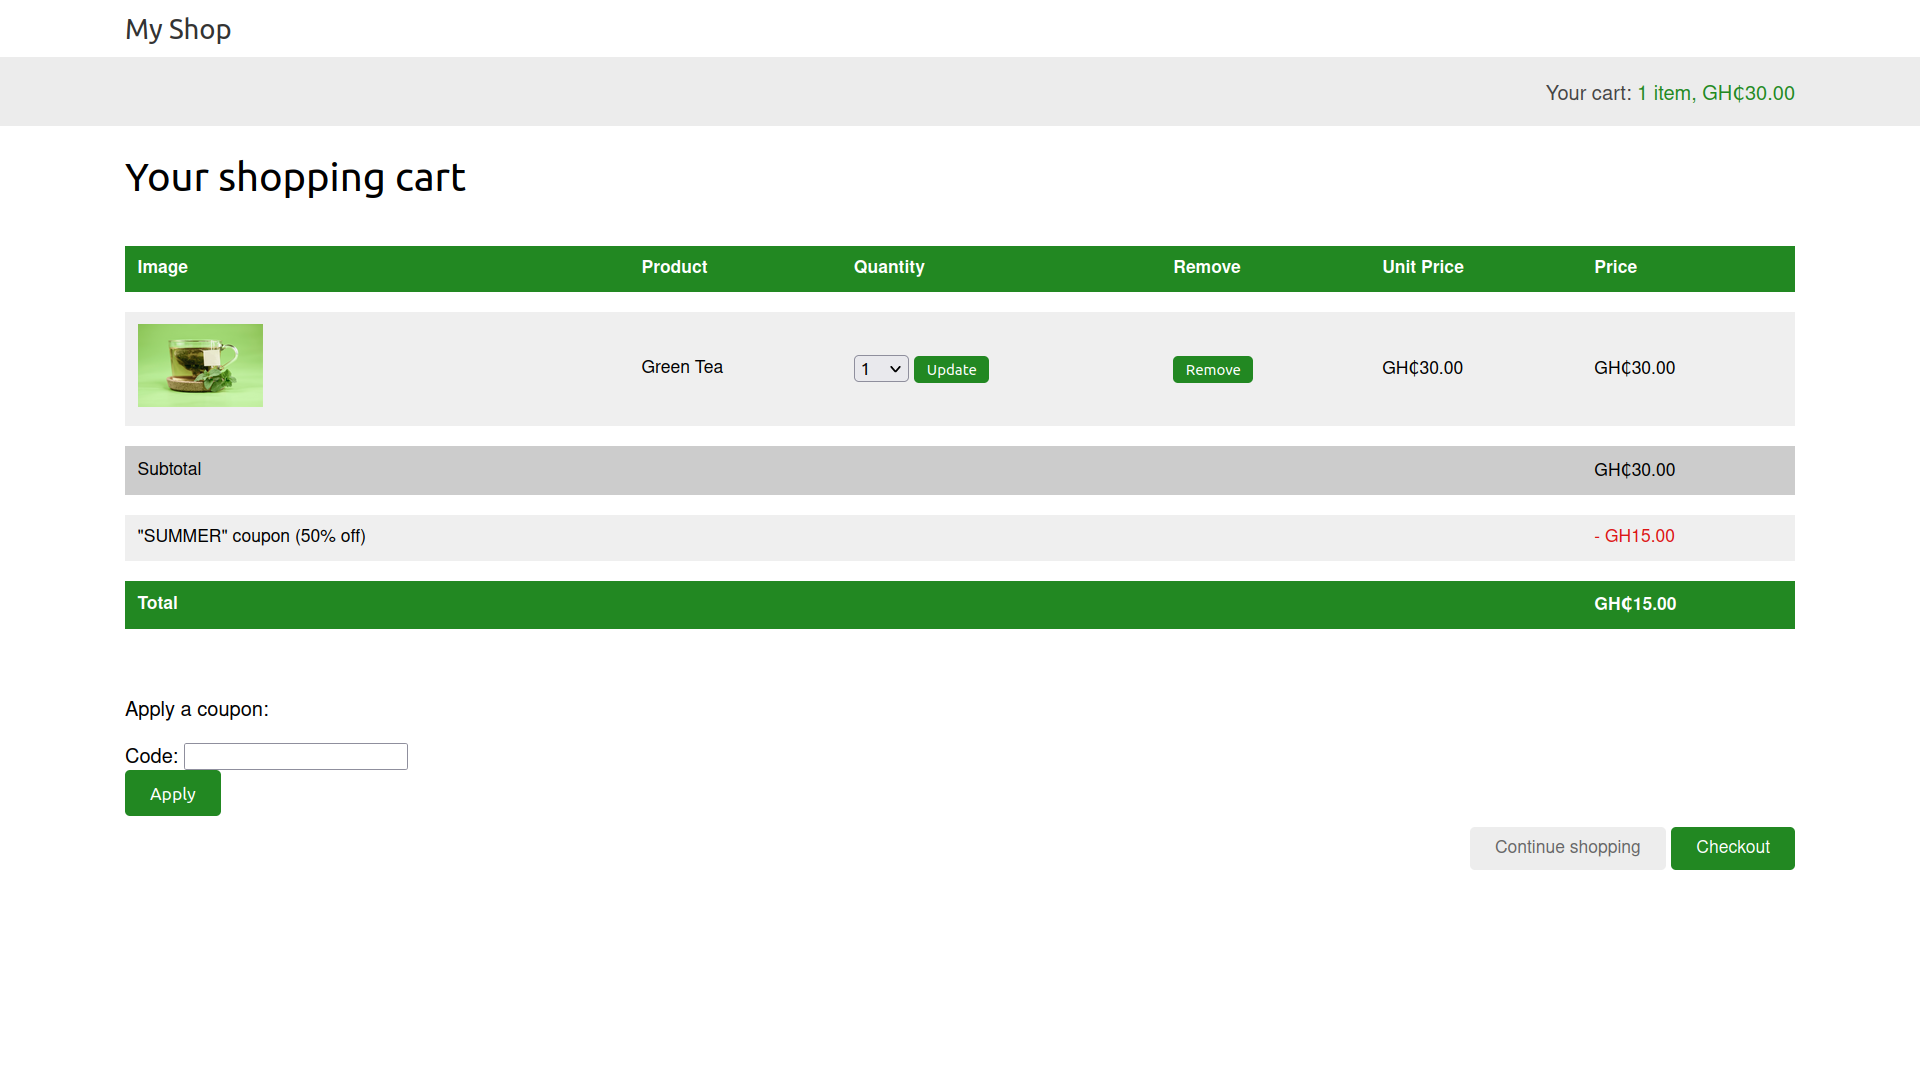 My Shop
Your cart: 1 item, GH₵30.00
Your shopping cart
Image Product Quantity Remove Unit Price Price
Green Tea 1 Update Remove GH₵30.00 GH₵30.00
Subtotal GH₵30.00
"SUMMER" coupon (50% off) - GH15.00
Total GH₵15.00
Apply a coupon:
Code:
Apply
Continue shopping Checkout